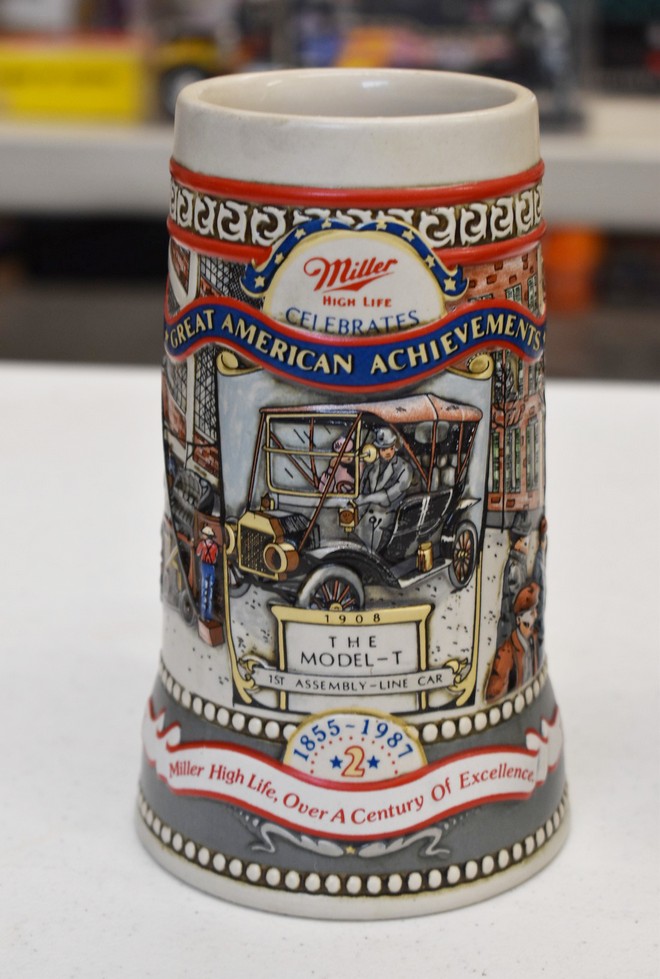 Miller
HIGH LIFE
CELEBRATES
GREAT AMERICAN ACHIEVEMENTS
1908
THE
MODEL-T
1ST ASSEMBLY-LINE CAR
1855-1987
2
Miller High Life, Over A Century Of Excellence.